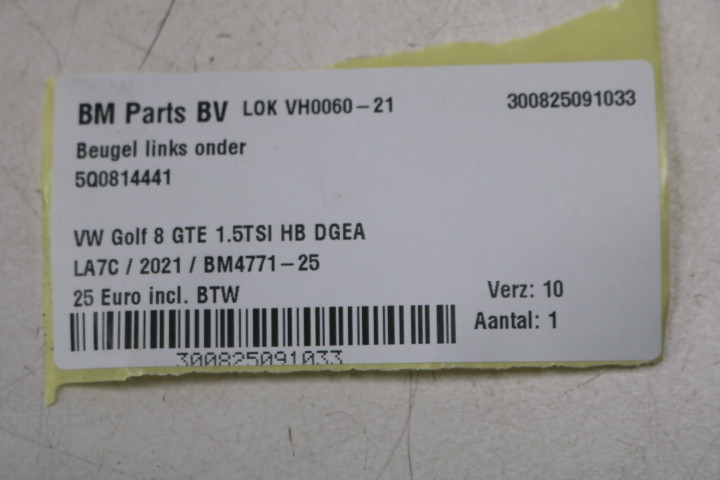 BM Parts BV LOK VH0060-21 300825091033
Beugel links onder
5Q0814441
VW Golf 8 GTE 1.5TSI HB DGEA
LA7C / 2021 / BM4771-25
25 Euro incl. BTW Verz: 10
Aantal: 1
300825091033